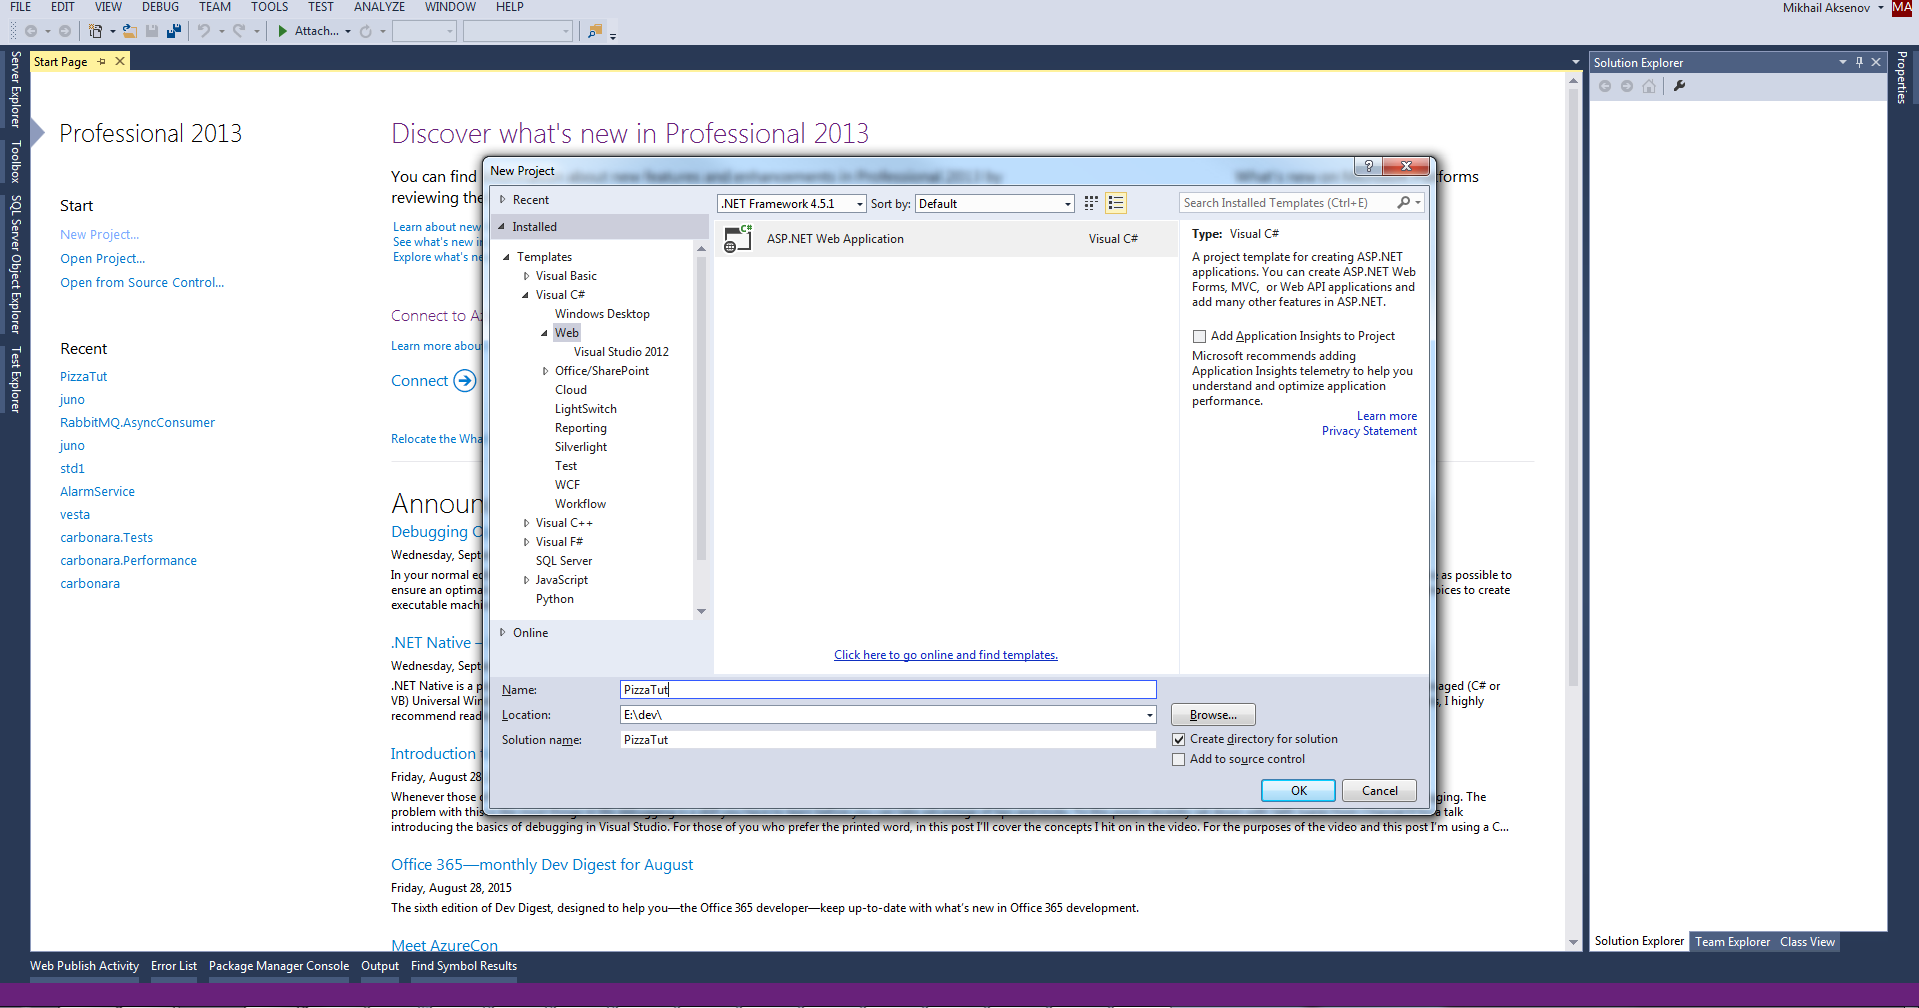 FILE EDIT VIEW DEBUG TEAM TOOLS TEST ANALYZE WINDOW HELP
Mikhail Aksenov MA
Attach...
Server Explorer
Toolbox
SQL Server Object Explorer
Test Explorer
Start Page
Professional 2013
Start
New Project...
Open Project...
Open from Source Control...
Recent
PizzaTut
juno
RabbitMQ.AsyncConsumer
juno
std1
AlarmService
vesta
carbonara.Tests
carbonara.Performance
carbonara
Discover what's new in Professional 2013
You can find about new features and enhancements in Professional 2013 by
reviewing the
What's new on platforms
Learn about new
See what's new i
Explore what's ne
Connect to Az
Learn more abou
Connect
Relocate the Wha
Announ
Debugging O
Wednesday, Sept
In your normal ed
as possible to
ensure an optima
oices to create
executable machi
.NET Native –
Wednesday, Sept
.NET Native is a p
aged (C# or
VB) Universal Win
, I highly
recommend read
Introduction
Friday, August 28
Whenever those
ging. The
problem with this
a talk
introducing the basics of debugging in Visual Studio. For those of you who prefer the printed word, in this post I'll cover the concepts I hit on in the video. For the purposes of the video and this post I'm using a C...
Office 365—monthly Dev Digest for August
Friday, August 28, 2015
The sixth edition of Dev Digest, designed to help you—the Office 365 developer—keep up-to-date with what's new in Office 365 development.
Meet AzureCon
New Project
Recent
Installed
Templates
Visual Basic
Visual C#
Windows Desktop
Web
Visual Studio 2012
Office/SharePoint
Cloud
LightSwitch
Reporting
Silverlight
Test
WCF
Workflow
Visual C++
Visual F#
SQL Server
JavaScript
Python
Online
.NET Framework 4.5.1 Sort by: Default
Search Installed Templates (Ctrl+E)
C# ASP.NET Web Application Visual C#
Type: Visual C#
A project template for creating ASP.NET
applications. You can create ASP.NET Web
Forms, MVC, or Web API applications and
add many other features in ASP.NET.
Add Application Insights to Project
Microsoft recommends adding
Application Insights telemetry to help you
understand and optimize application
performance.
Learn more
Privacy Statement
Click here to go online and find templates.
Name: PizzaTut
Location: E:\dev\ Browse...
Solution name: PizzaTut
Create directory for solution
Add to source control
OK Cancel
Solution Explorer
Properties
Solution Explorer Team Explorer Class View
Web Publish Activity Error List Package Manager Console Output Find Symbol Results